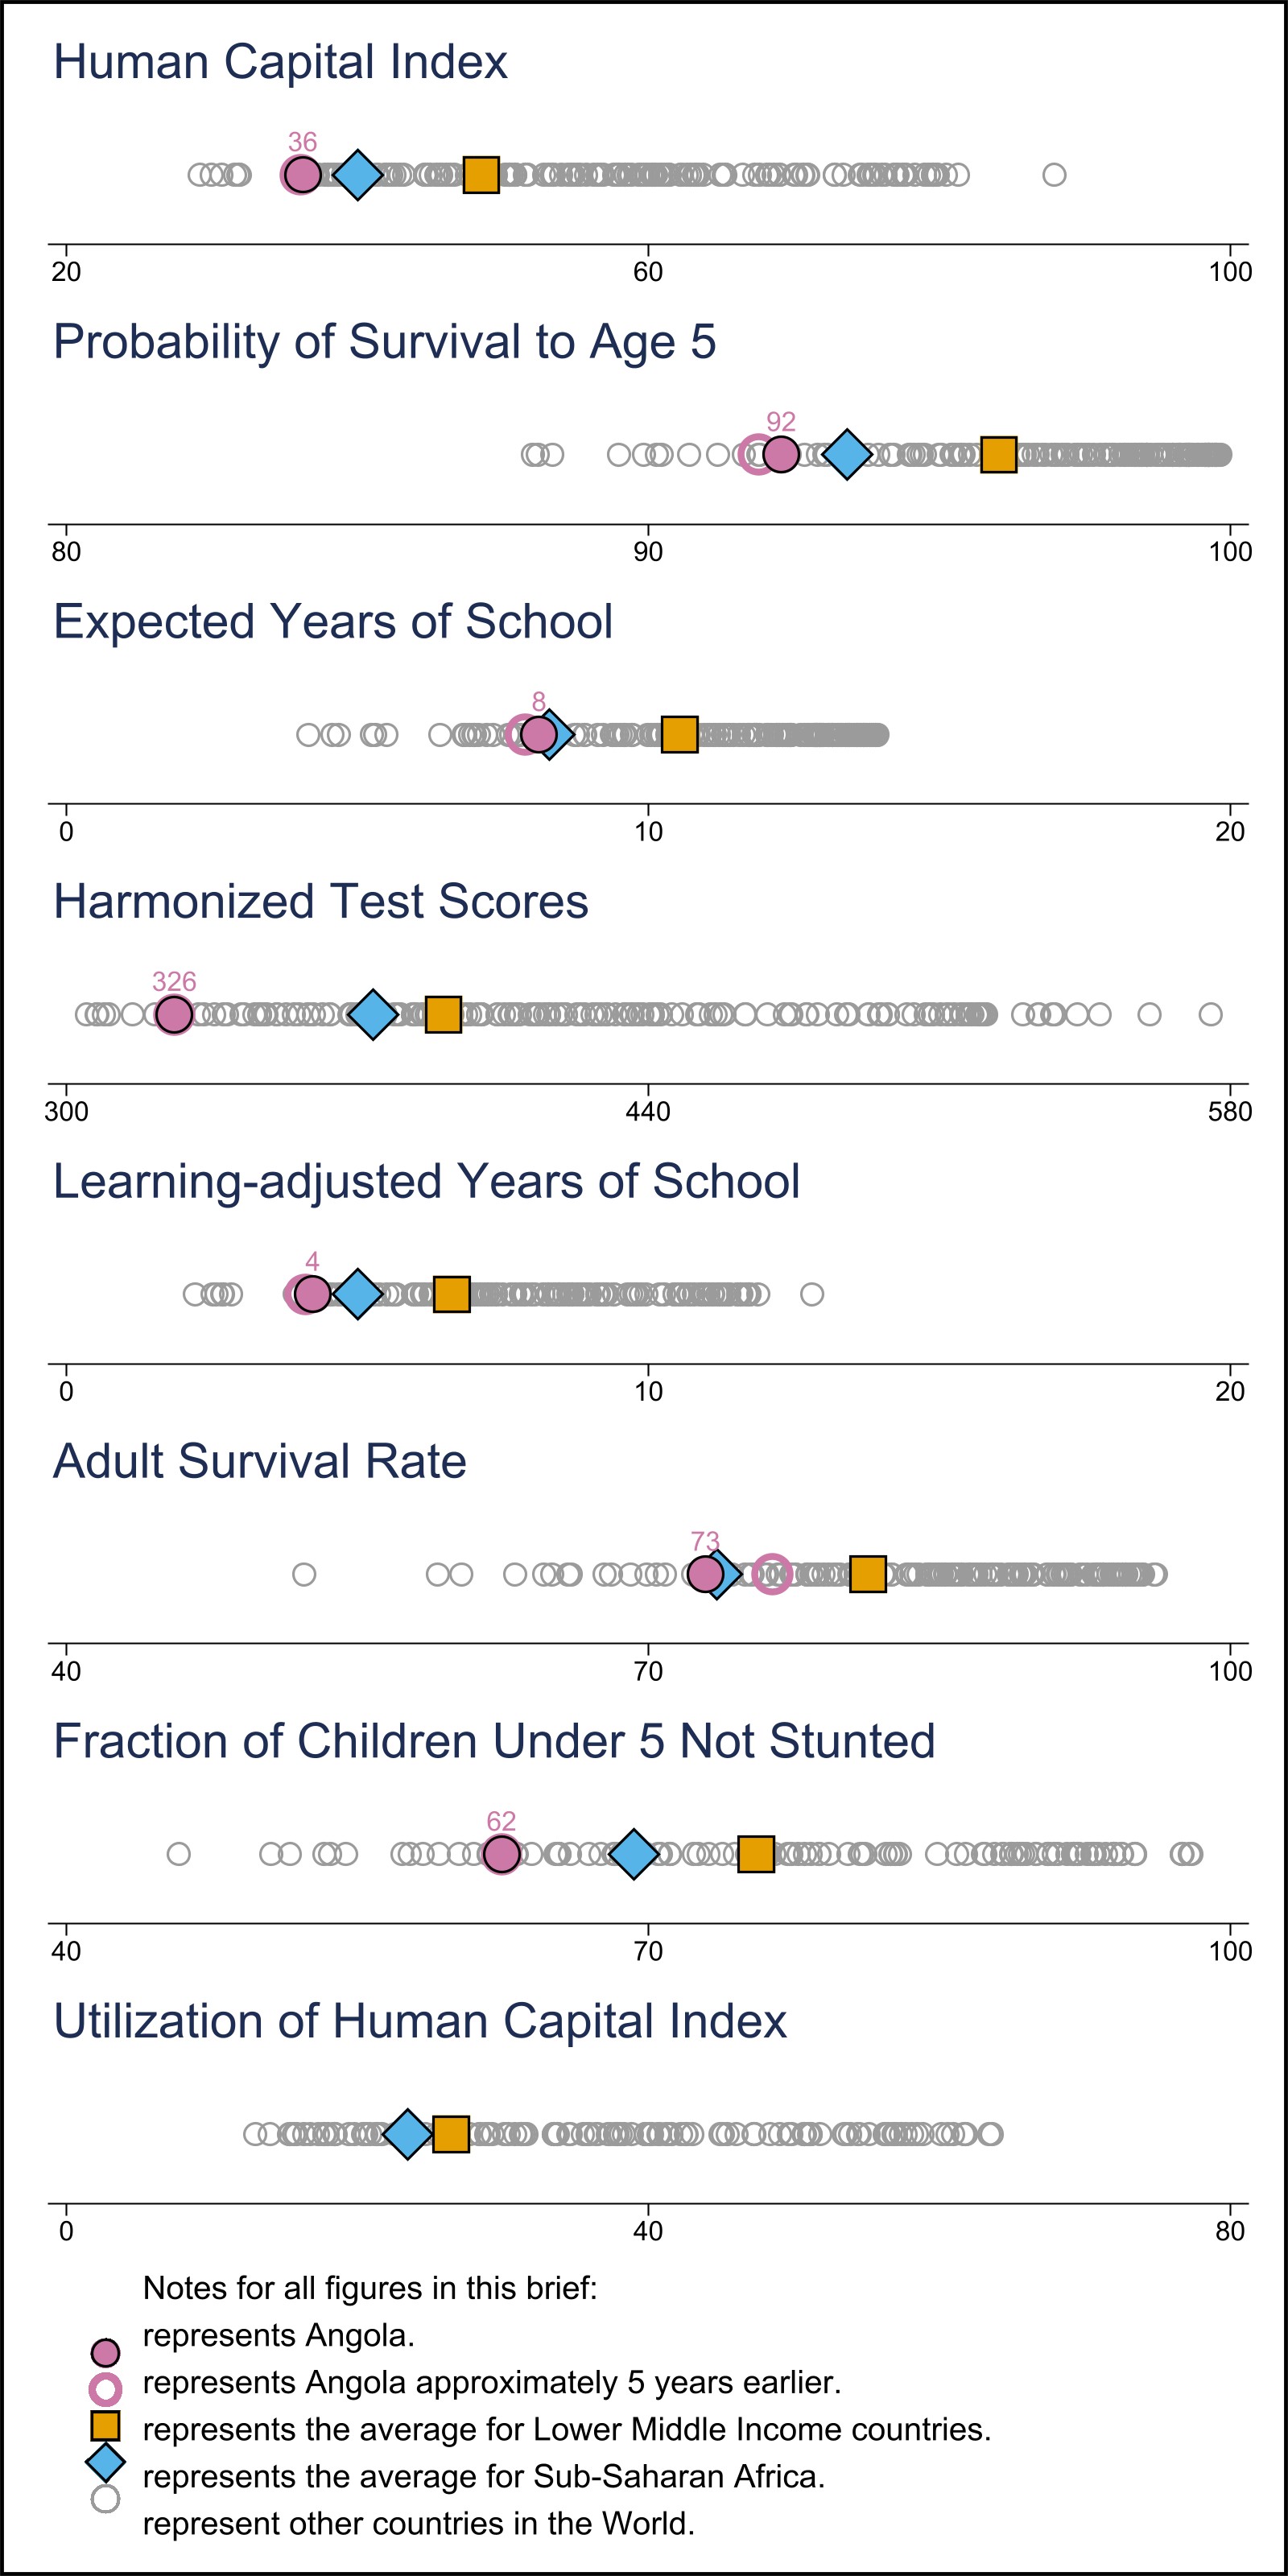 Human Capital Index
36
20 60 100
Probability of Survival to Age 5
92
80 90 100
Expected Years of School
8
0 10 20
Harmonized Test Scores
326
300 440 580
Learning-adjusted Years of School
4
0 10 20
Adult Survival Rate
73
40 70 100
Fraction of Children Under 5 Not Stunted
62
40 70 100
Utilization of Human Capital Index
0 40 80
Notes for all figures in this brief:
represents Angola.
represents Angola approximately 5 years earlier.
represents the average for Lower Middle Income countries.
represents the average for Sub-Saharan Africa.
represent other countries in the World.